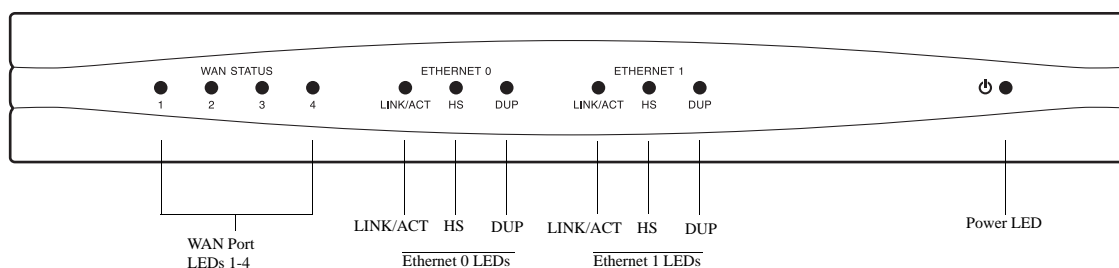 WAN STATUS ETHERNET 0 ETHERNET 1
1 2 3 4 LINK/ACT HS DUP LINK/ACT HS DUP
LINK/ACT HS DUP LINK/ACT HS DUP Power LED
WAN Port
LEDs 1-4
Ethernet 0 LEDs Ethernet 1 LEDs